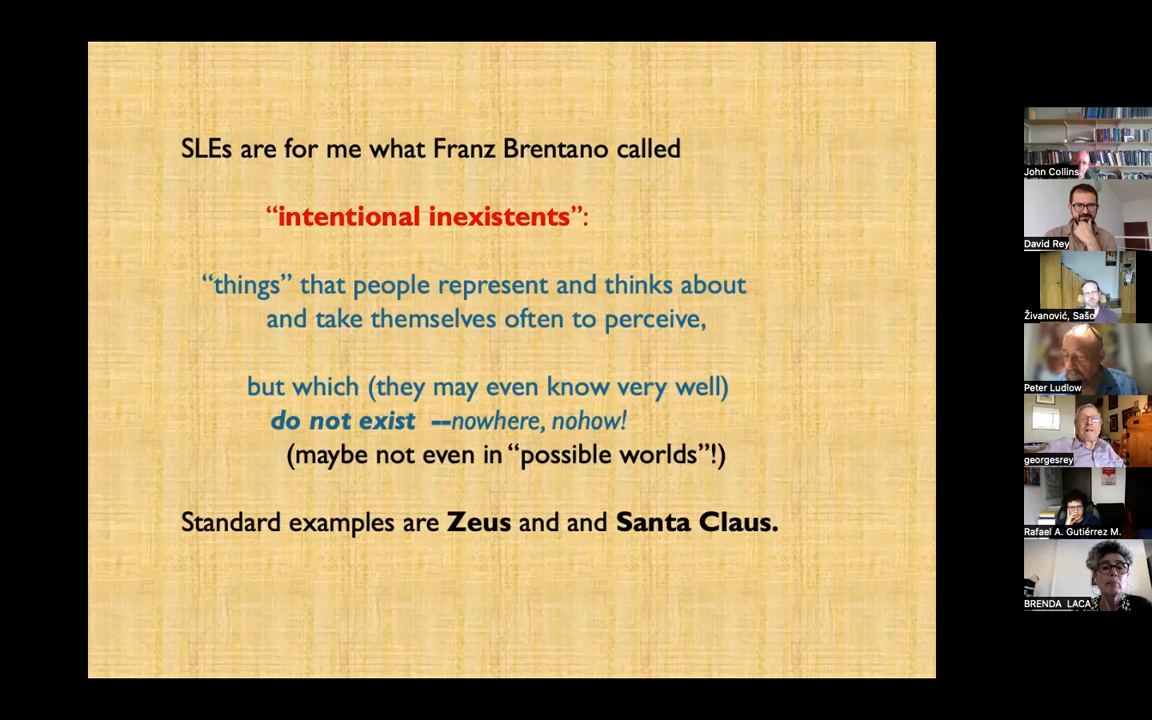 SLEs are for me what Franz Brentano called
“intentional inexistents”:
“things” that people represent and thinks about
and take themselves often to perceive,
but which (they may even know very well)
do not exist --nowhere, nohow!
(maybe not even in “possible worlds”!)
Standard examples are Zeus and and Santa Claus.
John Collins
David Rey
Živanović, Sašo
Peter Ludlow
georgesrey
Rafael A. Gutiérrez M.
BRENDA LACA